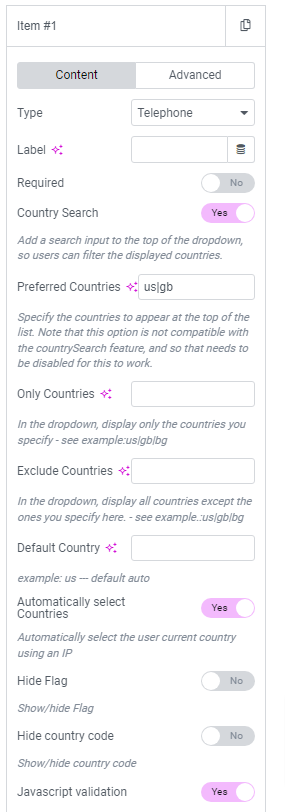 Item #1
Content
Advanced
Type
Telephone
Label
Required
No
Country Search
Yes
Add a search input to the top of the dropdown,
so users can filter the displayed countries.
Preferred Countries
us|gb
Specify the countries to appear at the top of the
list. Note that this option is not compatible with
the countrySearch feature, and so that needs to
be disabled for this to work.
Only Countries
In the dropdown, display only the countries you
specify - see example:us|gb|bg
Exclude Countries
In the dropdown, display all countries except the
ones you specify here. - see example.:us|gb|bg
Default Country
example: us --- default auto
Automatically select
Countries
Yes
Automatically select the user current country
using an IP
Hide Flag
No
Show/hide Flag
Hide country code
No
Show/hide country code
Javascript validation
Yes